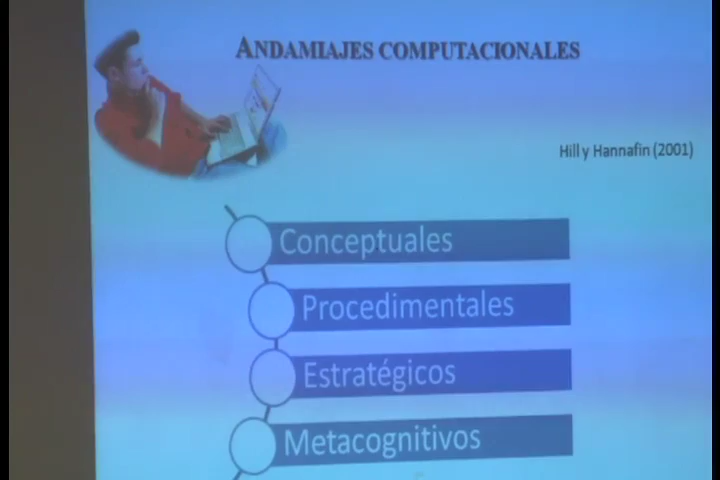 ANDAMIAJES COMPUTACIONALES
Hill y Hannafin (2001)
Conceptuales
Procedimentales
Estratégicos
Metacognitivos